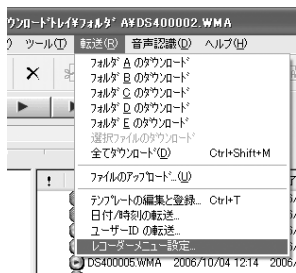 ウンロードトレイ¥フォルダ A¥DS400002.WMA
ツール(T) 転送(R) 音声認識(D) ヘルプ(H)
フォルダ A のダウンロード
フォルダ B のダウンロード
フォルダ C のダウンロード
フォルダ D のダウンロード
フォルダ E のダウンロード
選択ファイルのダウンロード
全てダウンロード(D) Ctrl+Shift+M
ファイルのアップロード...(U)
テンプレートの編集と登録... Ctrl+T
日付/時刻の転送...
ユーザーID の転送...
レコーダーメニュー設定...
!
DS400005.WMA 2006/10/04 12:14 2006/